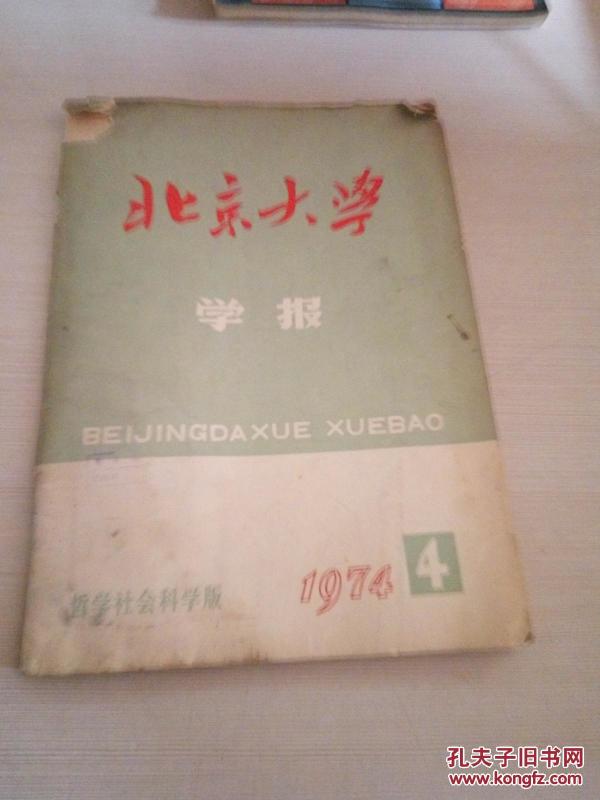 北京大學
学报
BEIJINGDAXUE XUEBAO
哲学社会科学版
1974 4
孔夫子旧书网
www.kongfz.com